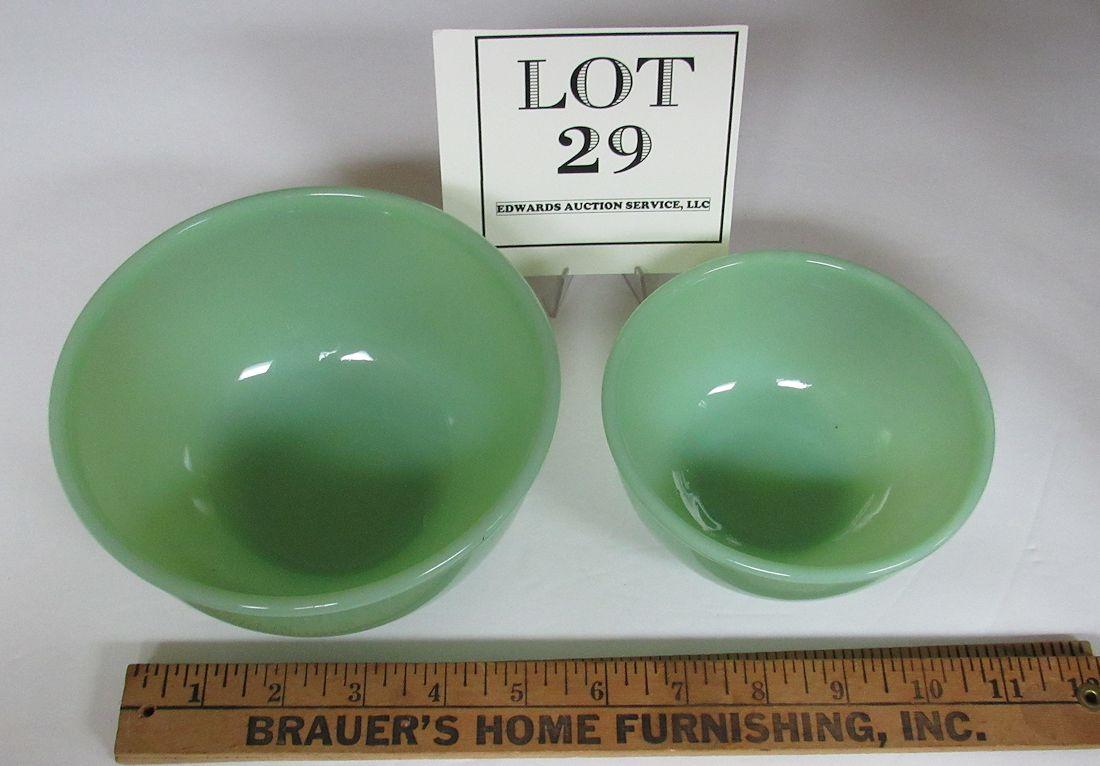 LOT
29
EDWARDS AUCTION SERVICE, LLC
1 2 3 4 5 6 7 8 9 10 11 12
BRAUER'S HOME FURNISHING, INC.